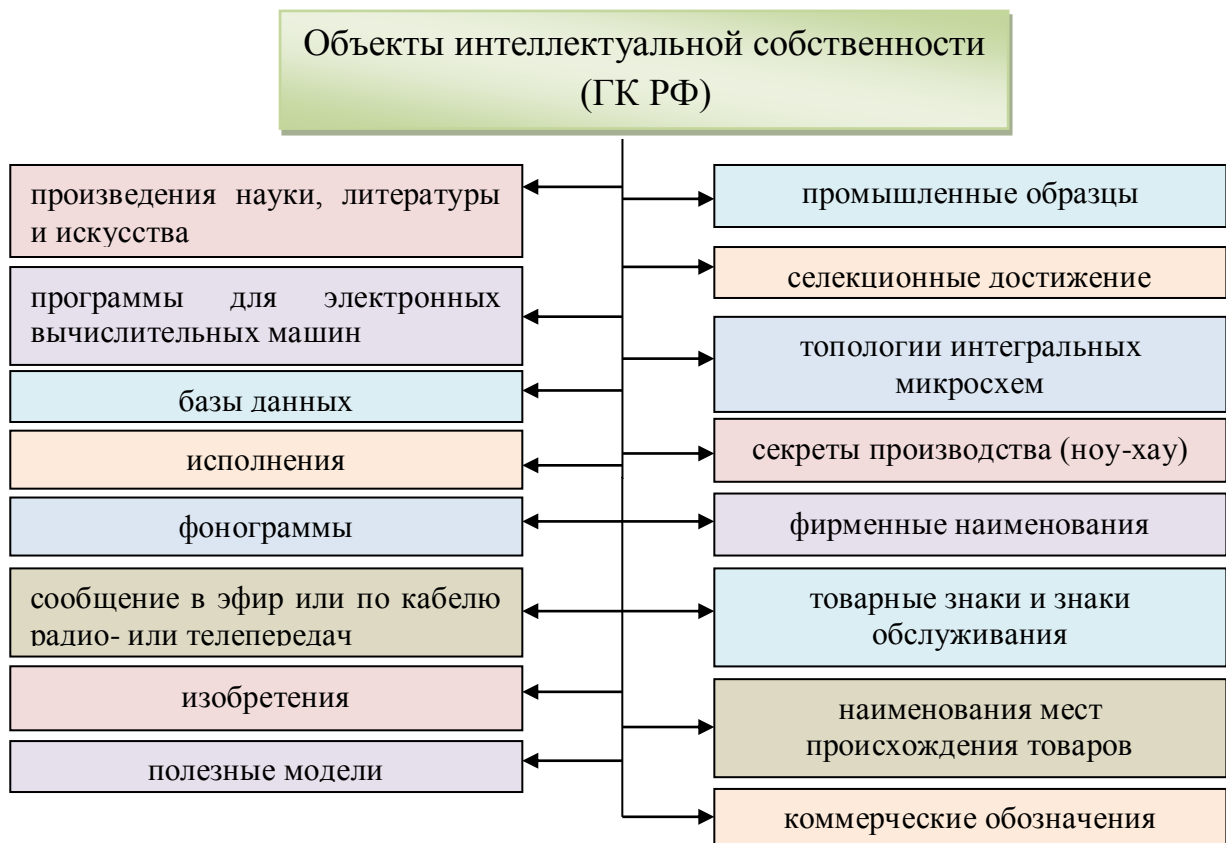 Объекты интеллектуальной собственности
(ГК РФ)
произведения науки, литературы
и искусства
программы для электронных
вычислительных машин
базы данных
исполнения
фонограммы
сообщение в эфир или по кабелю
радио- или телепередач
изобретения
полезные модели
промышленные образцы
селекционные достижение
топологии интегральных
микросхем
секреты производства (ноу-хау)
фирменные наименования
товарные знаки и знаки
обслуживания
наименования мест
происхождения товаров
коммерческие обозначения